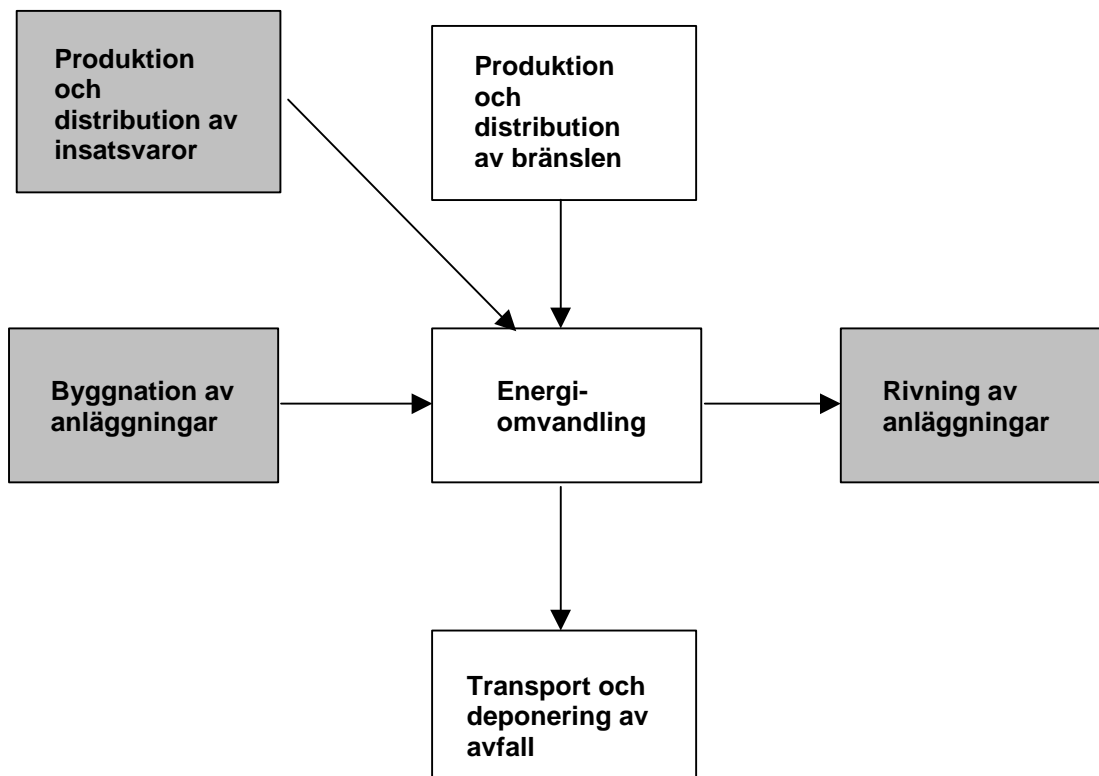 Produktion
och
distribution av
insatsvaror
Produktion
och
distribution
av bränslen
Byggnation av
anläggningar
Energi-
omvandling
Rivning av
anläggningar
Transport och
deponering av
avfall